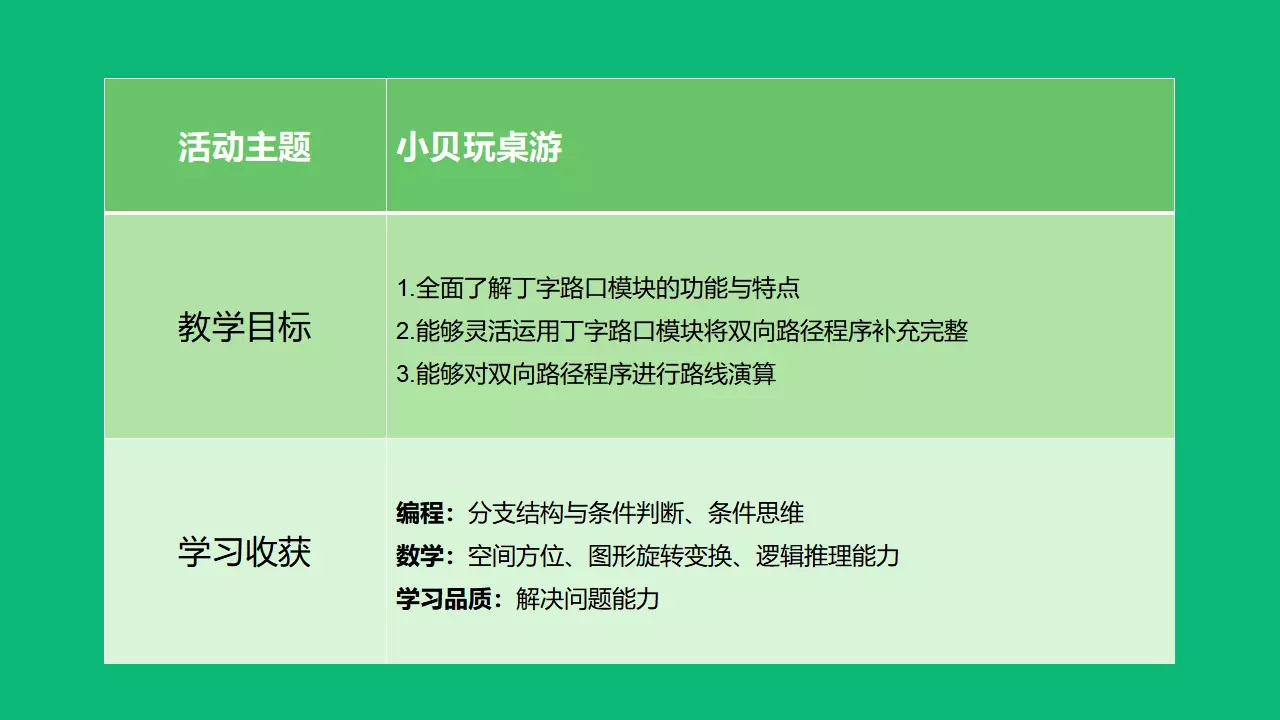 活动主题
小贝玩桌游
教学目标
1.全面了解丁字路口模块的功能与特点
2.能够灵活运用丁字路口模块将双向路径程序补充完整
3.能够对双向路径程序进行路线演算
学习收获
编程：分支结构与条件判断、条件思维
数学：空间方位、图形旋转变换、逻辑推理能力
学习品质：解决问题能力